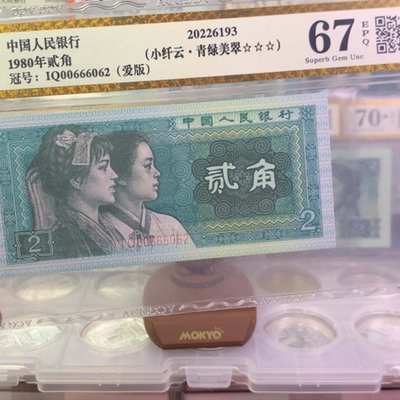 中国人民银行
1980年贰角
冠号：IQ00666062（爱版）
20226193
（小纤云·青绿美翠☆☆☆）
67 EPQ
Superb Gem Unc
70
中国人民银行
贰角
2
2
IQ00666062
MOKYO